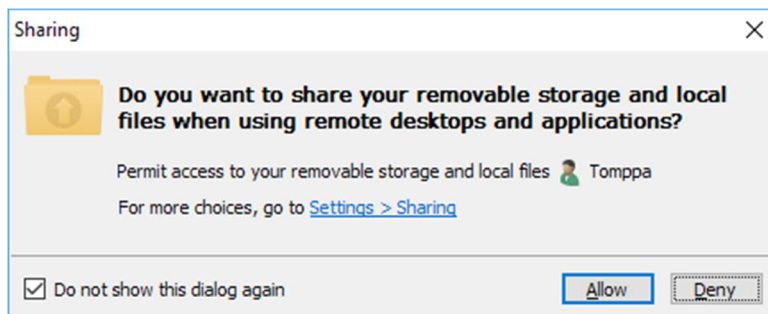 Sharing
Do you want to share your removable storage and local
files when using remote desktops and applications?
Permit access to your removable storage and local files Tomppa
For more choices, go to Settings > Sharing
Do not show this dialog again
Allow
Deny